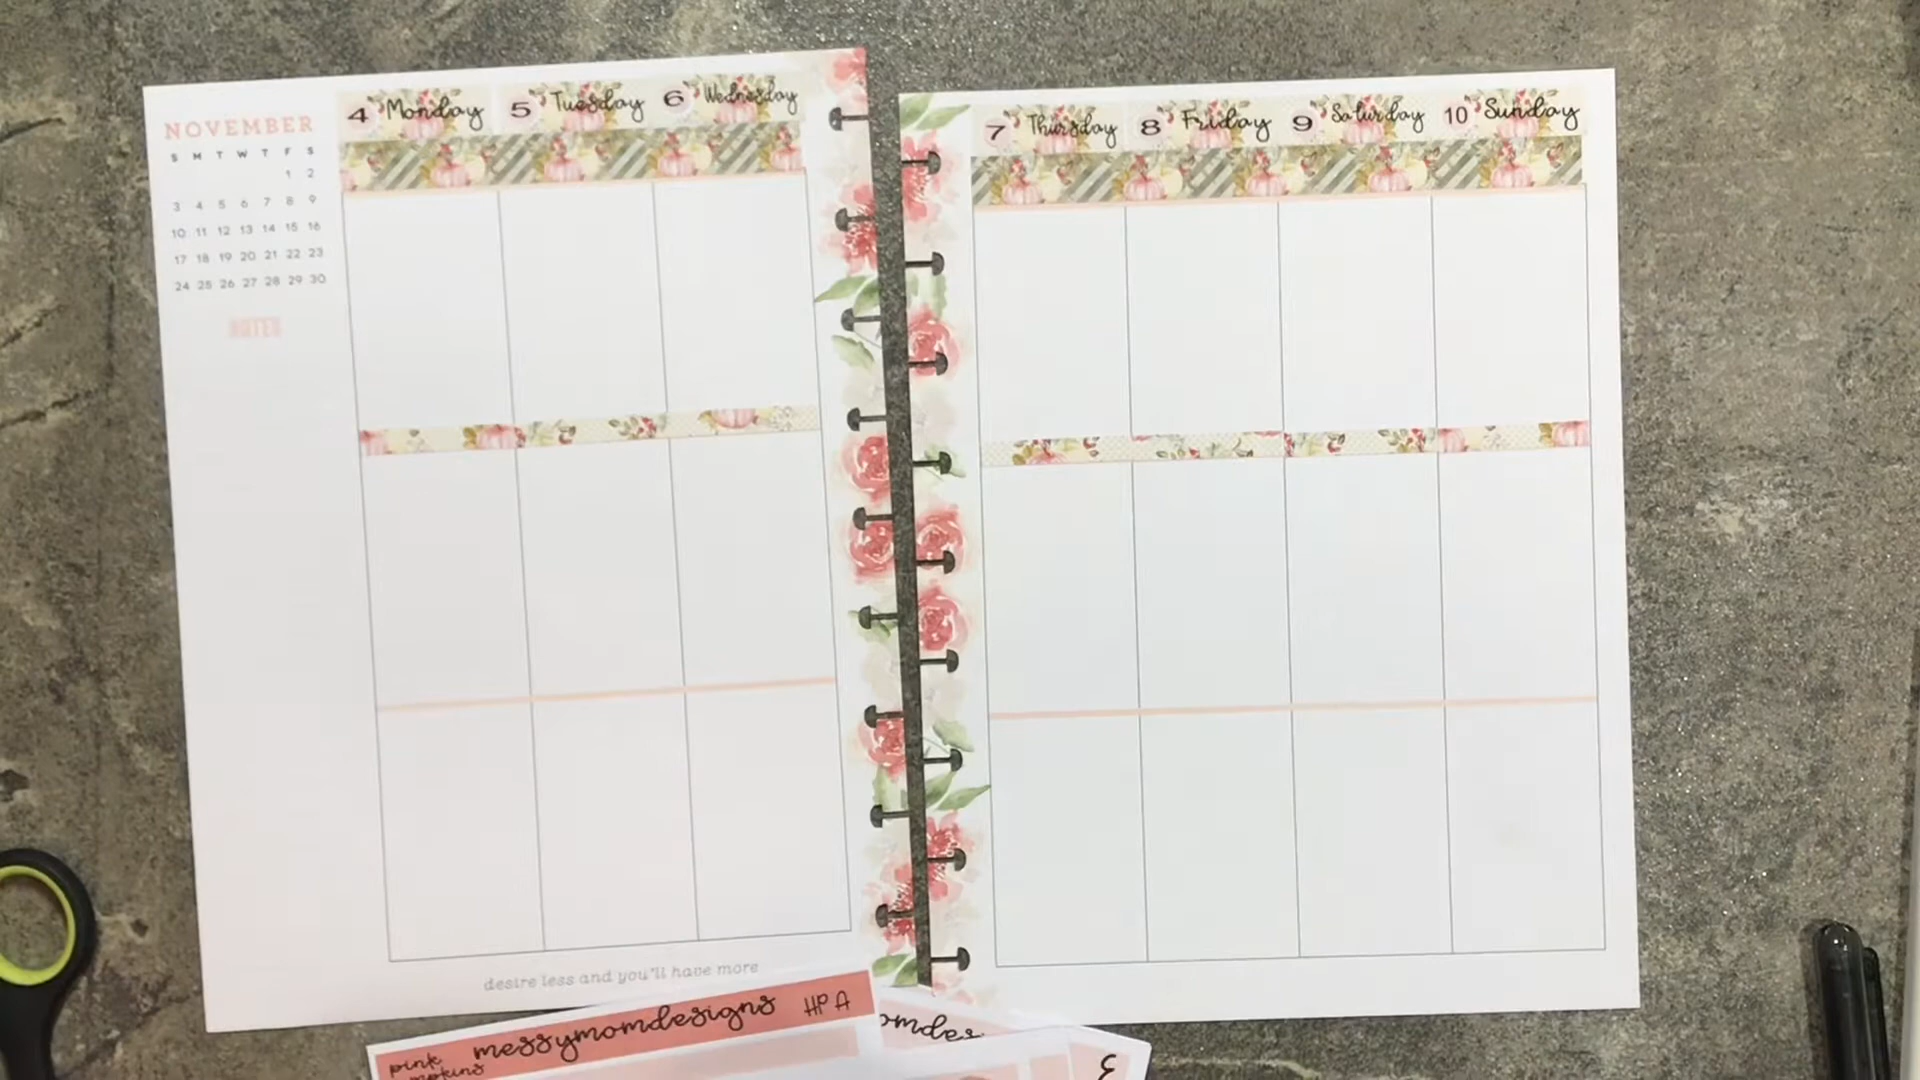 NOVEMBER
S M T W T F S
1 2
3 4 5 6 7 8 9
10 11 12 13 14 15 16
17 18 19 20 21 22 23
24 25 26 27 28 29 30
NOTES
4 Monday 5 Tuesday 6 Wednesday
7 Thursday 8 Friday 9 Saturday 10 Sunday
desire less and you'll have more
messymomdesigns HP A
pink